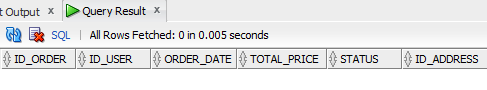 t Output x Query Result x
SQL | All Rows Fetched: 0 in 0.005 seconds
ID_ORDER ID_USER ORDER_DATE TOTAL_PRICE STATUS ID_ADDRESS